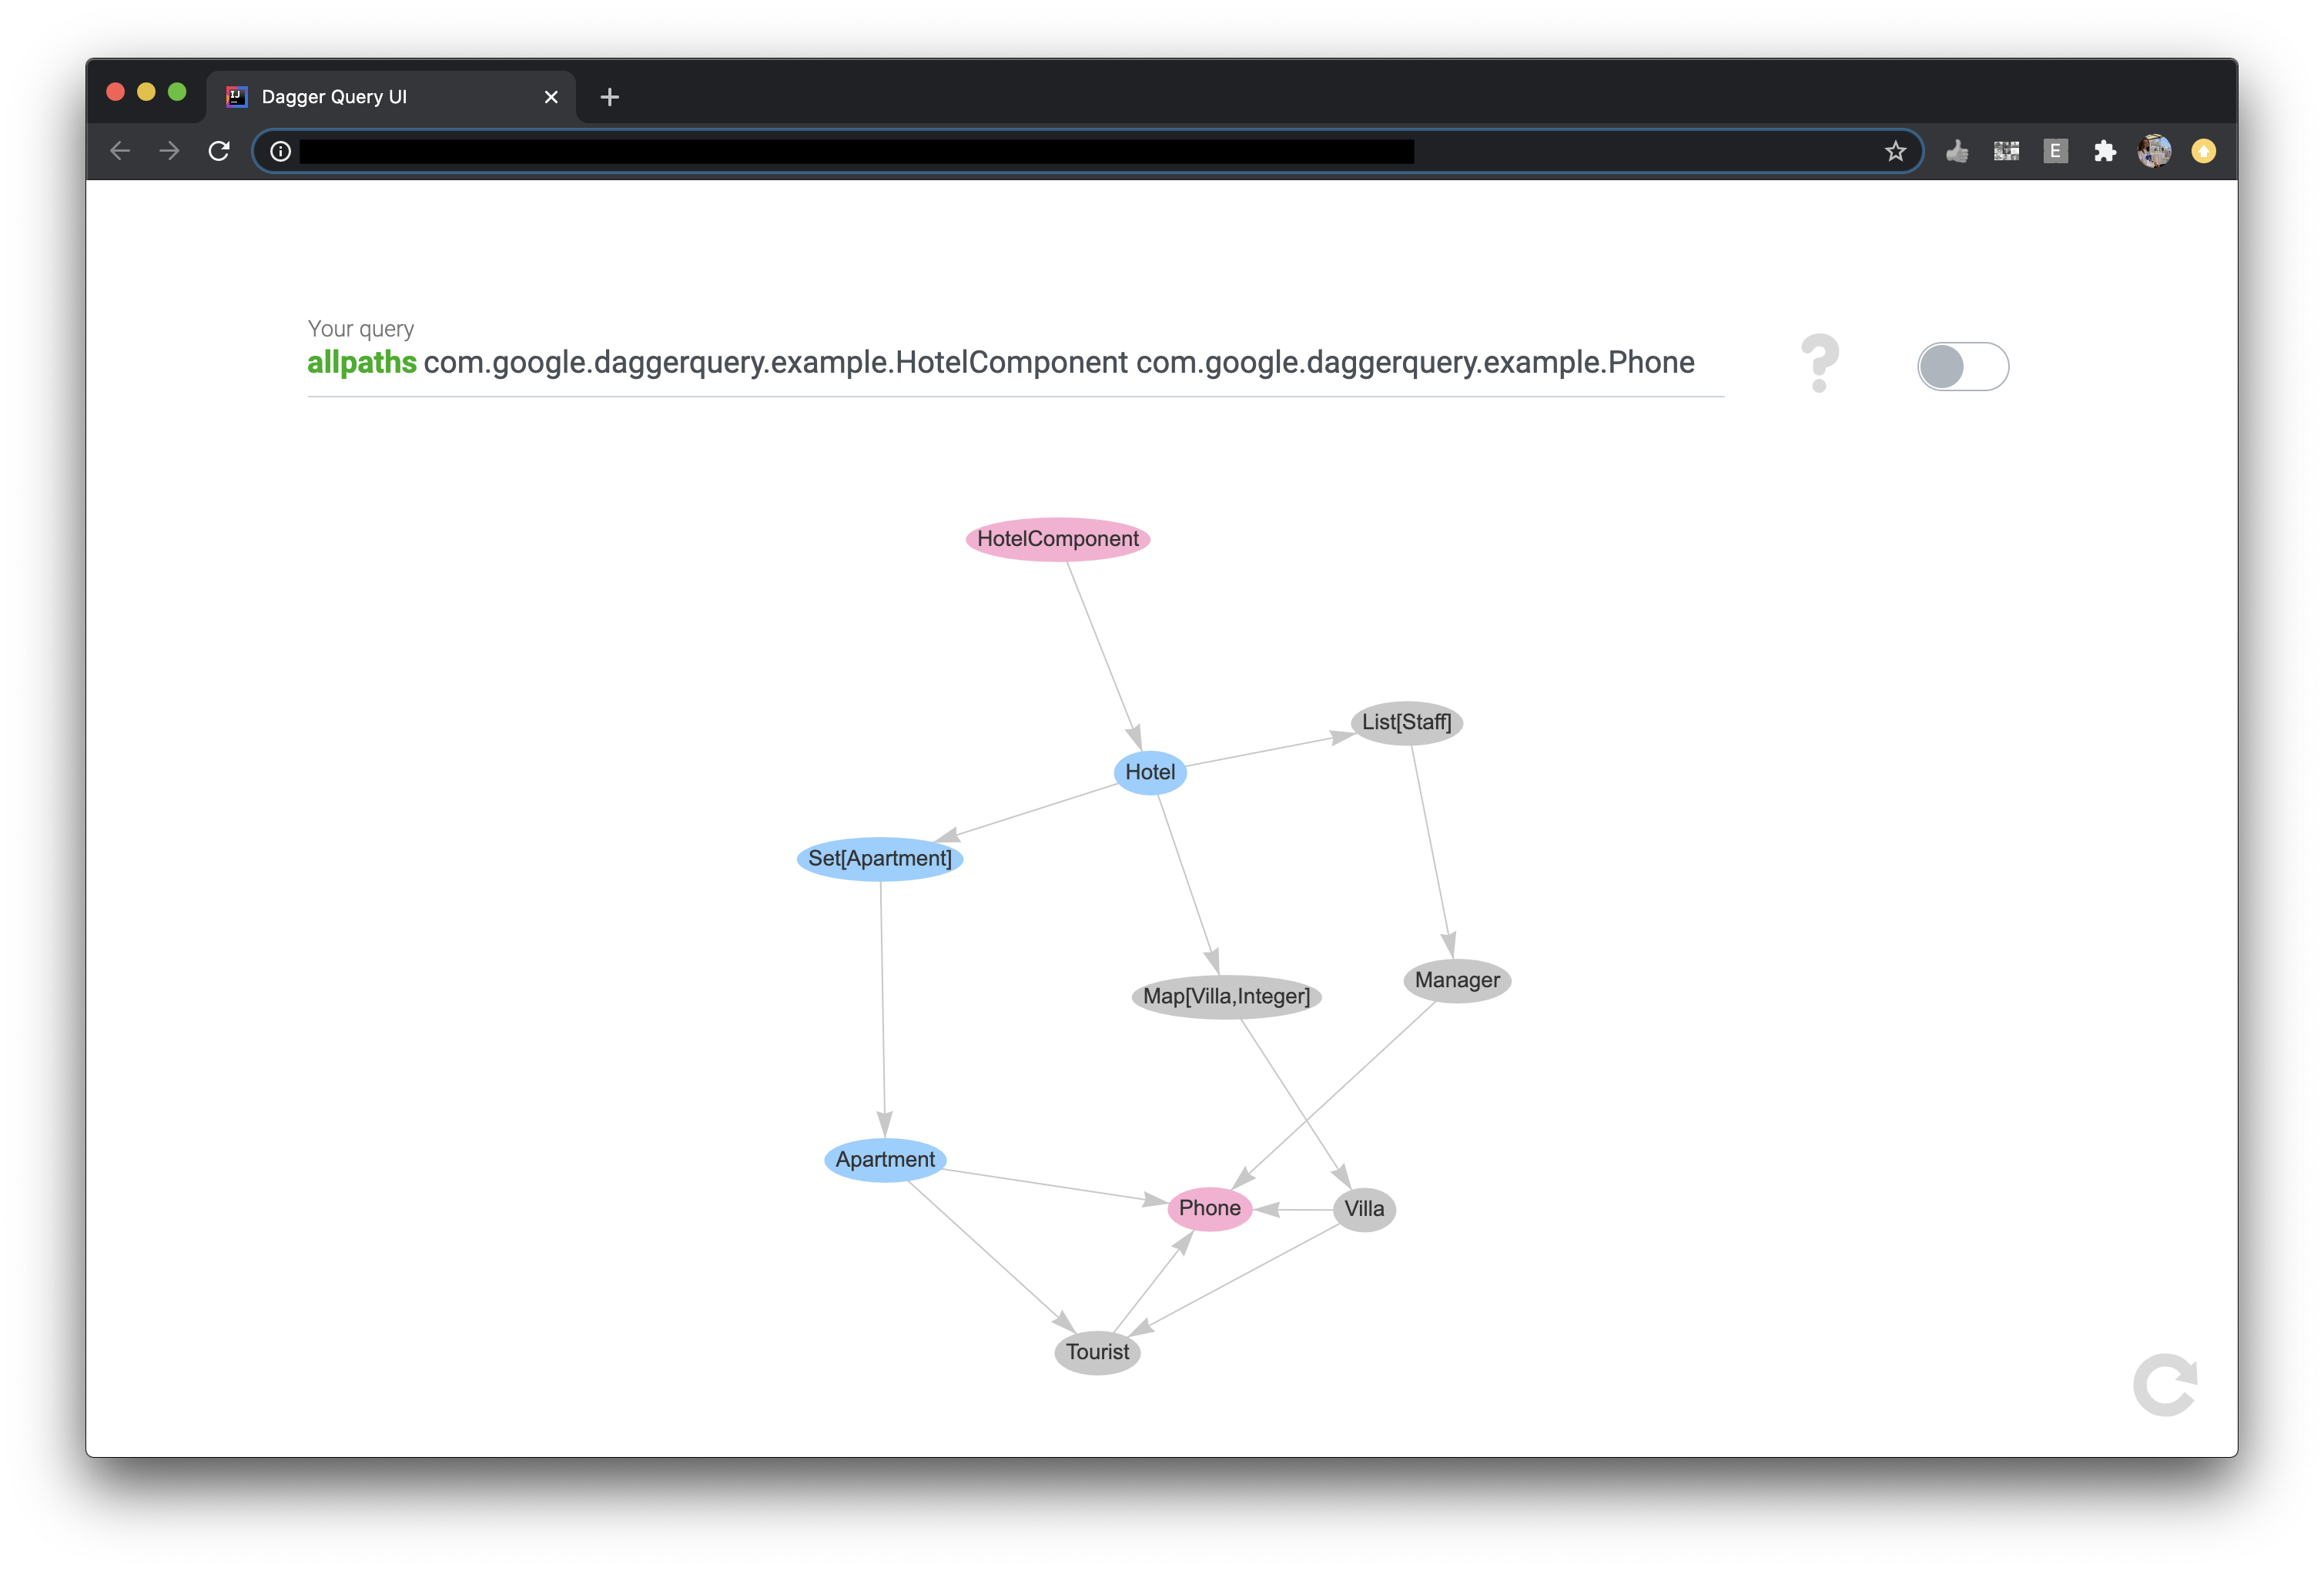 Dagger Query UI
E
Your query
allpaths com.google.daggerquery.example.HotelComponent com.google.daggerquery.example.Phone
?
HotelComponent
List[Staff]
Hotel
Set[Apartment]
Manager
Map[Villa,Integer]
Apartment
Phone
Villa
Tourist